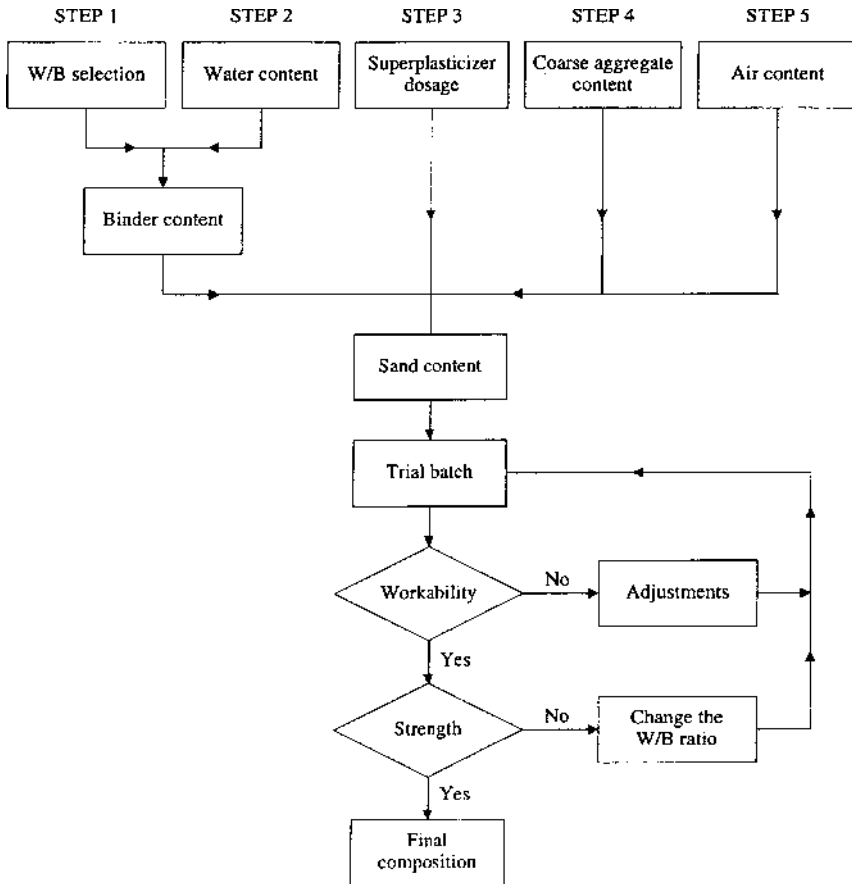 STEP 1
STEP 2
STEP 3
STEP 4
STEP 5
W/B selection
Water content
Superplasticizer
dosage
Coarse aggregate
content
Air content
Binder content
Sand content
Trial batch
Workability
No
Adjustments
Yes
Strength
No
Change the
W/B ratio
Yes
Final
composition